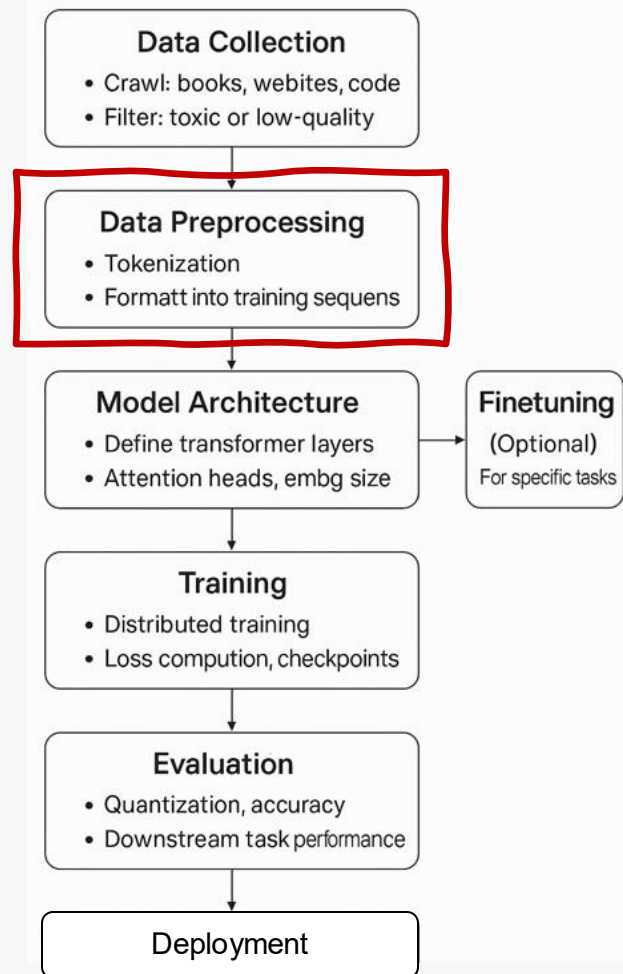 Data Collection
• Crawl: books, webites, code
• Filter: toxic or low-quality
Data Preprocessing
• Tokenization
• Formatt into training sequens
Model Architecture
• Define transformer layers
• Attention heads, embg size
Finetuning
(Optional)
For specific tasks
Training
• Distributed training
• Loss compution, checkpoints
Evaluation
• Quantization, accuracy
• Downstream task performance
Deployment